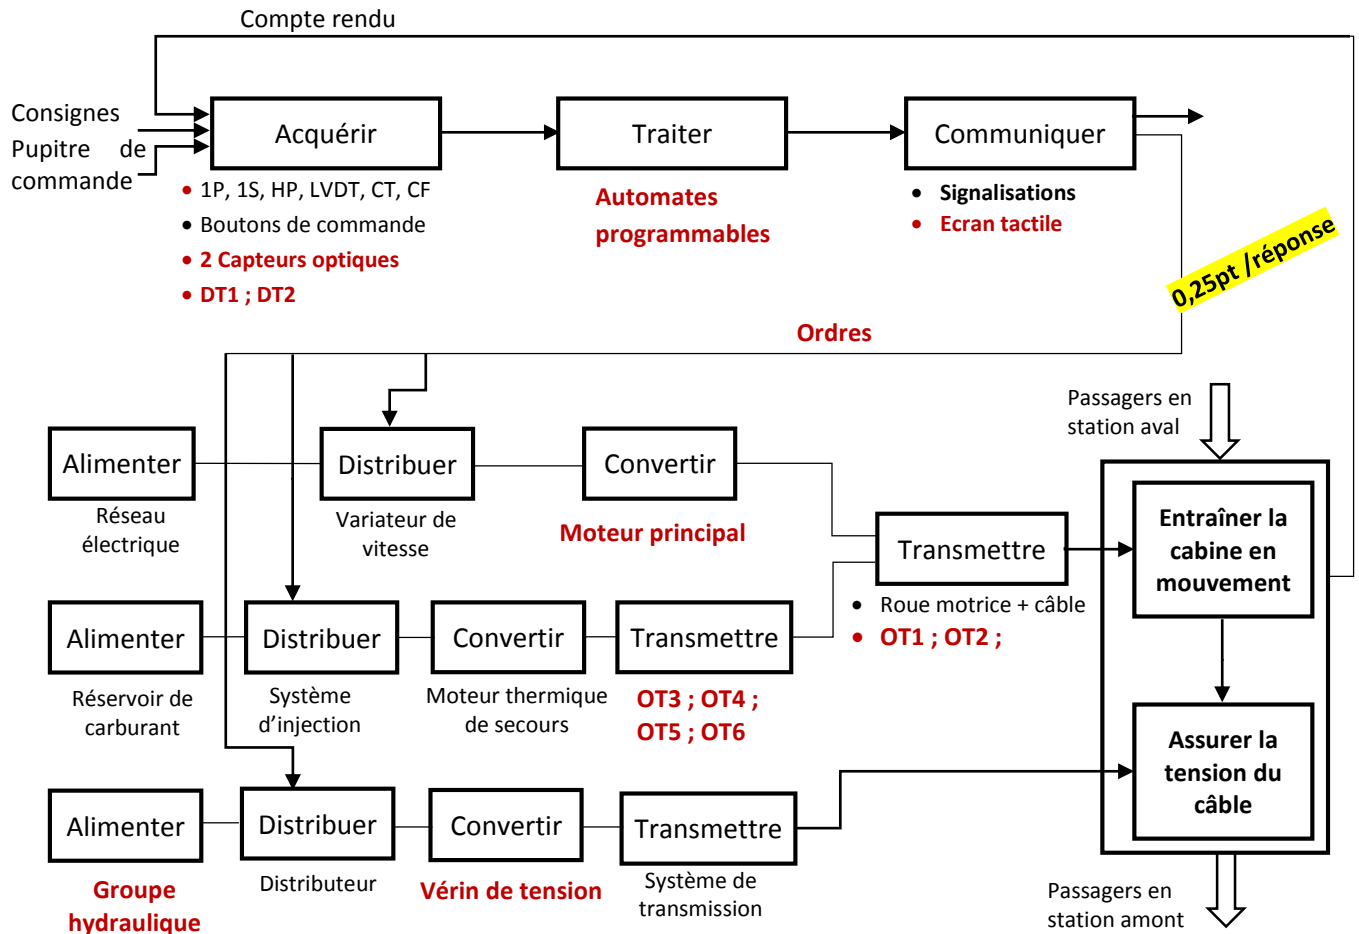 Compte rendu
Consignes
Pupitre de
commande
Acquérir
Traiter
Communiquer
• 1P, 1S, HP, LVDT, CT, CF
• Boutons de commande
• 2 Capteurs optiques
• DT1 ; DT2
Automates
programmables
• Signalisations
• Ecran tactile
0,25pt /réponse
Ordres
Passagers en
station aval
Alimenter
Distribuer
Convertir
Réseau
électrique
Variateur de
vitesse
Moteur principal
Transmettre
• Roue motrice + câble
• OT1 ; OT2 ;
Entraîner la
cabine en
mouvement
Alimenter
Distribuer
Convertir
Transmettre
Réservoir de
carburant
Système
d’injection
Moteur thermique
de secours
OT3 ; OT4 ;
OT5 ; OT6
Assurer la
tension du
câble
Alimenter
Distribuer
Convertir
Transmettre
Groupe
hydraulique
Distributeur
Vérin de tension
Système de
transmission
Passagers en
station amont